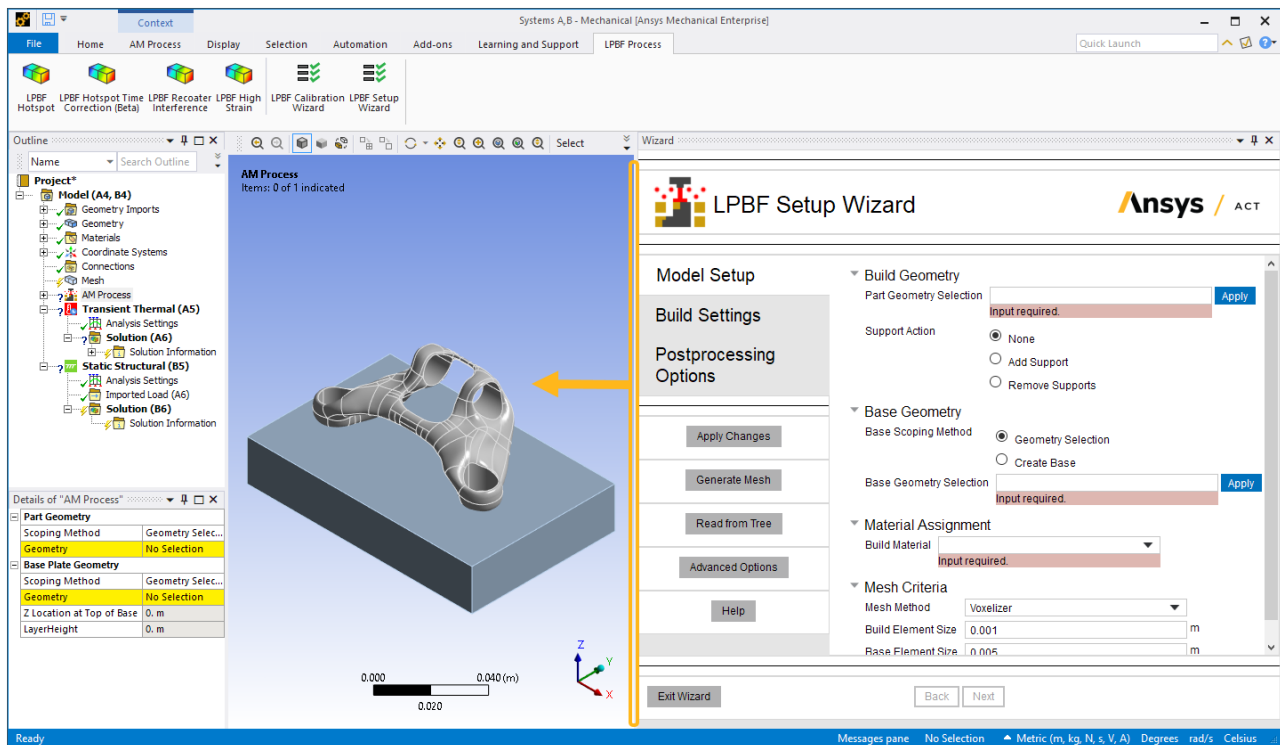 Context
Systems A,B - Mechanical [Ansys Mechanical Enterprise]
File Home AM Process Display Selection Automation Add-ons Learning and Support LPBF Process
Quick Launch
LPBF Hotspot
LPBF Hotspot Time Correction (Beta)
LPBF Recoater Interference
LPBF High Strain
LPBF Calibration Wizard
LPBF Setup Wizard
Outline
Name
Search Outline
Project*
Model (A4, B4)
Geometry Imports
Geometry
Materials
Coordinate Systems
Connections
Mesh
AM Process
Transient Thermal (A5)
Analysis Settings
Solution (A6)
Solution Information
Static Structural (B5)
Analysis Settings
Imported Load (A6)
Solution (B6)
Solution Information
Details of "AM Process"
Part Geometry
Scoping Method Geometry Selec...
Geometry No Selection
Base Plate Geometry
Scoping Method Geometry Selec...
Geometry No Selection
Z Location at Top of Base 0. m
LayerHeight 0. m
Select
AM Process
Items: 0 of 1 indicated
0.000 0.040 (m)
0.020
Z
Y
X
Wizard
LPBF Setup Wizard
Ansys / ACT
Model Setup
Build Settings
Postprocessing
Options
Apply Changes
Generate Mesh
Read from Tree
Advanced Options
Help
Build Geometry
Part Geometry Selection Apply
Input required.
Support Action None
Add Support
Remove Supports
Base Geometry
Base Scoping Method Geometry Selection
Create Base
Base Geometry Selection Apply
Input required.
Material Assignment
Build Material
Input required.
Mesh Criteria
Mesh Method Voxelizer
Build Element Size 0.001 m
Base Element Size 0.005 m
Exit Wizard Back Next
Ready Messages pane No Selection Metric (m, kg, N, s, V, A) Degrees rad/s Celsius